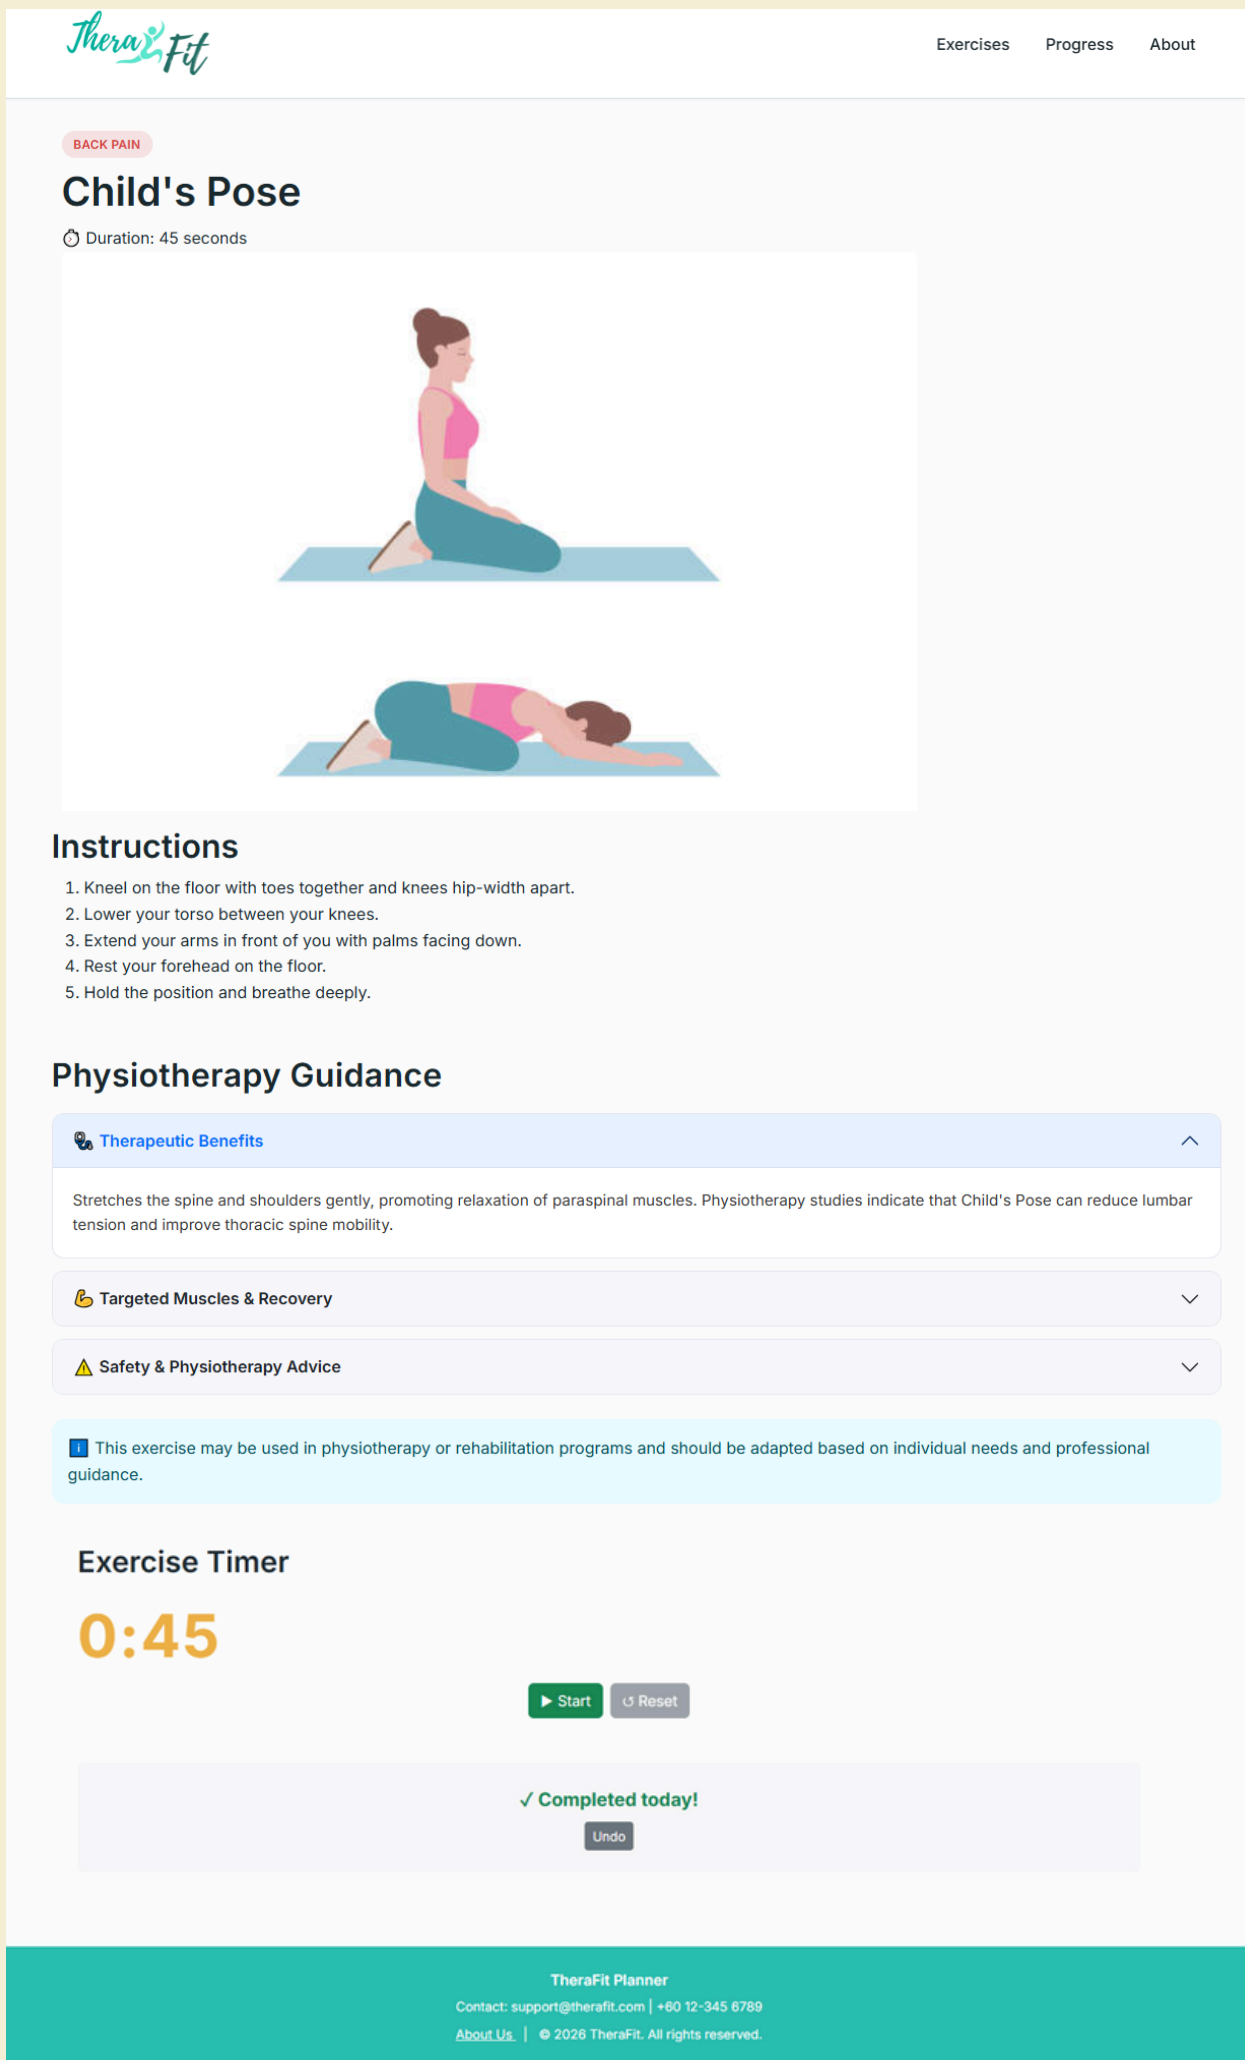 Thera Fit
Exercises Progress About
BACK PAIN
Child's Pose
Duration: 45 seconds
Instructions
1. Kneel on the floor with toes together and knees hip-width apart.
2. Lower your torso between your knees.
3. Extend your arms in front of you with palms facing down.
4. Rest your forehead on the floor.
5. Hold the position and breathe deeply.
Physiotherapy Guidance
Therapeutic Benefits
Stretches the spine and shoulders gently, promoting relaxation of paraspinal muscles. Physiotherapy studies indicate that Child's Pose can reduce lumbar
tension and improve thoracic spine mobility.
Targeted Muscles & Recovery
Safety & Physiotherapy Advice
This exercise may be used in physiotherapy or rehabilitation programs and should be adapted based on individual needs and professional
guidance.
Exercise Timer
0:45
▶ Start ↺ Reset
✓ Completed today!
Undo
TheraFit Planner
Contact: support@therafit.com | +60 12-345 6789
About Us | © 2026 TheraFit. All rights reserved.